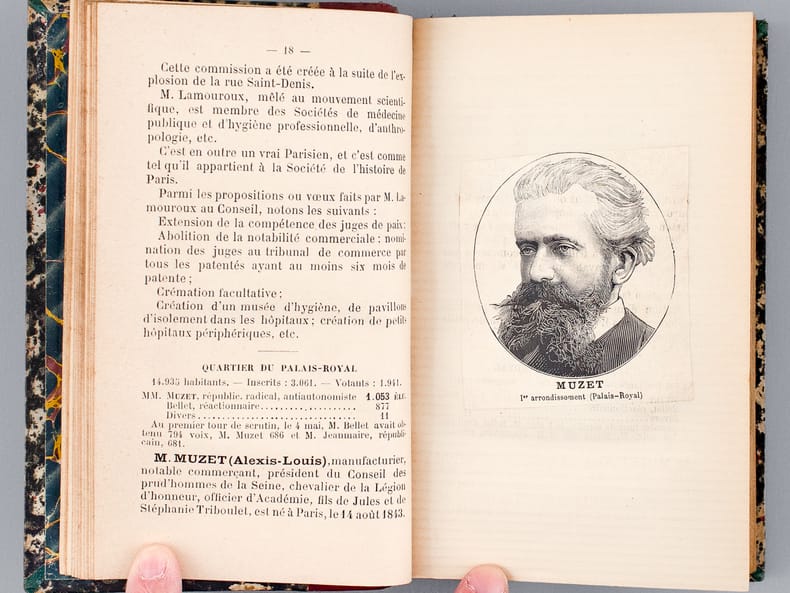 — 18 —
Cette commission a été créée à la suite de l'ex-
plosion de la rue Saint-Denis.
M. Lamouroux, mêlé au mouvement scienti-
fique, est membre des Sociétés de médecine
publique et d'hygiène professionnelle, d'anthro-
pologie, etc.
C'est en outre un vrai Parisien, et c'est comme
tel qu'il appartient à la Société de l'histoire de
Paris.
Parmi les propositions ou vœux faits par M. La-
mouroux au Conseil, notons les suivants :
Extension de la compétence des juges de paix;
Abolition de la notabilité commerciale : nomi-
nation des juges au tribunal de commerce par
tous les patentés ayant au moins six mois de
patente ;
Crémation facultative ;
Création d'un musée d'hygiène, de pavillons
d'isolement dans les hôpitaux ; création de petits
hôpitaux périphériques, etc.
QUARTIER DU PALAIS-ROYAL
14.935 habitants. — Inscrits : 3.061. — Votants : 1.941.
MM. MUZET, républic. radical, antiautonomiste 1.053 ÉLU.
Bellet, réactionnaire.................... 877
Divers.................................. 11
Au premier tour de scrutin, le 4 mai, M. Bellet avait ob-
tenu 794 voix, M. Muzet 686 et M. Jeaumaire, républi-
cain, 681.
M. MUZET (Alexis-Louis), manufacturier,
notable commerçant, président du Conseil des
prud'hommes de la Seine, chevalier de la Légion
d'honneur, officier d'Académie, fils de Jules et de
Stéphanie Triboulet, est né à Paris, le 14 août 1843.
MUZET
Ier arrondissement (Palais-Royal)